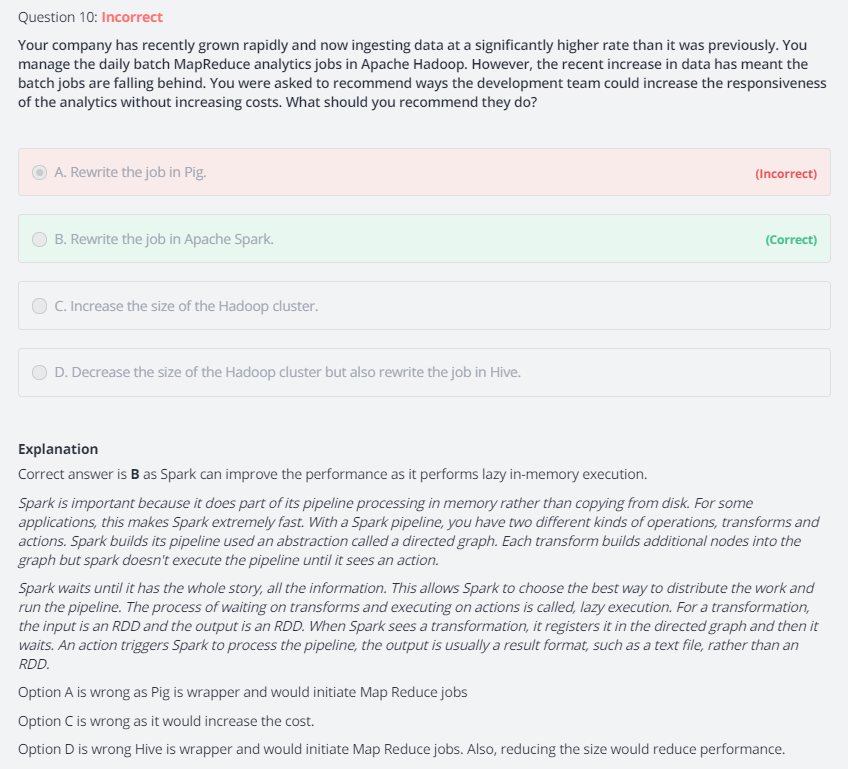 Question 10: Incorrect
Your company has recently grown rapidly and now ingesting data at a significantly higher rate than it was previously. You
manage the daily batch MapReduce analytics jobs in Apache Hadoop. However, the recent increase in data has meant the
batch jobs are falling behind. You were asked to recommend ways the development team could increase the responsiveness
of the analytics without increasing costs. What should you recommend they do?
A. Rewrite the job in Pig. (Incorrect)
B. Rewrite the job in Apache Spark. (Correct)
C. Increase the size of the Hadoop cluster.
D. Decrease the size of the Hadoop cluster but also rewrite the job in Hive.
Explanation
Correct answer is B as Spark can improve the performance as it performs lazy in-memory execution.
Spark is important because it does part of its pipeline processing in memory rather than copying from disk. For some
applications, this makes Spark extremely fast. With a Spark pipeline, you have two different kinds of operations, transforms and
actions. Spark builds its pipeline used an abstraction called a directed graph. Each transform builds additional nodes into the
graph but spark doesn't execute the pipeline until it sees an action.
Spark waits until it has the whole story, all the information. This allows Spark to choose the best way to distribute the work and
run the pipeline. The process of waiting on transforms and executing on actions is called, lazy execution. For a transformation,
the input is an RDD and the output is an RDD. When Spark sees a transformation, it registers it in the directed graph and then it
waits. An action triggers Spark to process the pipeline, the output is usually a result format, such as a text file, rather than an
RDD.
Option A is wrong as Pig is wrapper and would initiate Map Reduce jobs
Option C is wrong as it would increase the cost.
Option D is wrong Hive is wrapper and would initiate Map Reduce jobs. Also, reducing the size would reduce performance.